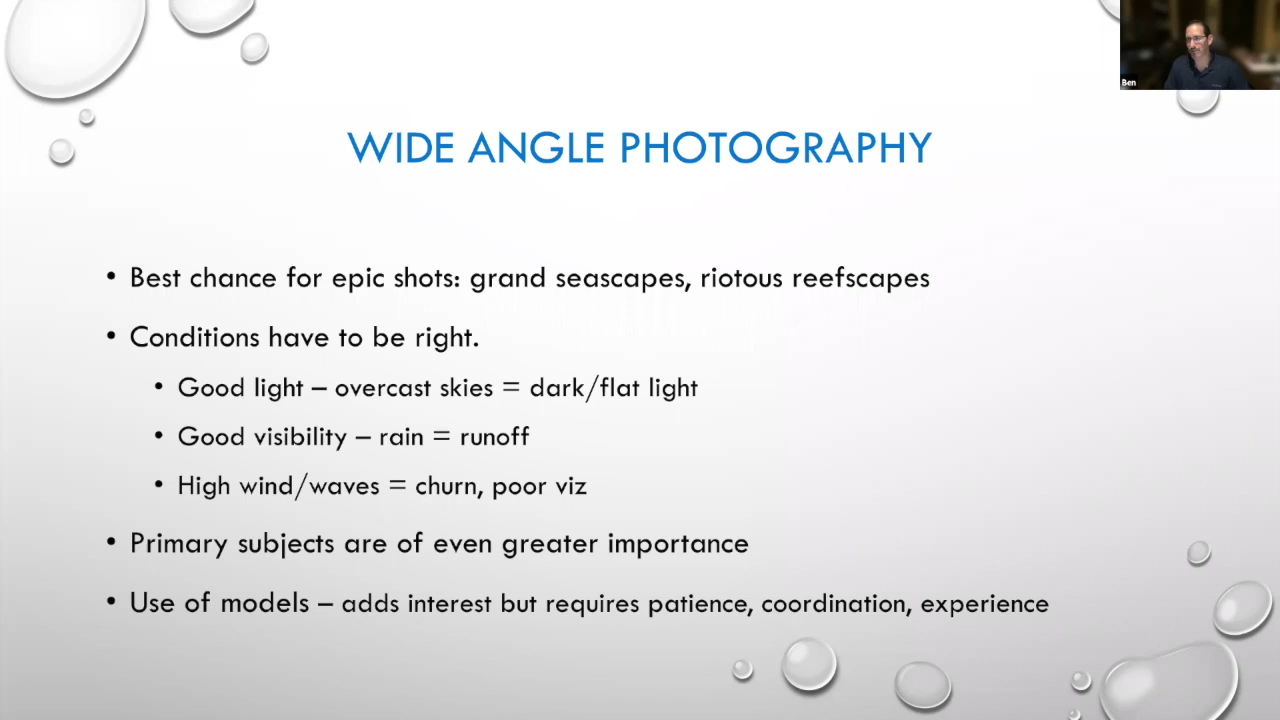 Ben
WIDE ANGLE PHOTOGRAPHY
• Best chance for epic shots: grand seascapes, riotous reefscapes
• Conditions have to be right.
• Good light – overcast skies = dark/flat light
• Good visibility – rain = runoff
• High wind/waves = churn, poor viz
• Primary subjects are of even greater importance
• Use of models – adds interest but requires patience, coordination, experience